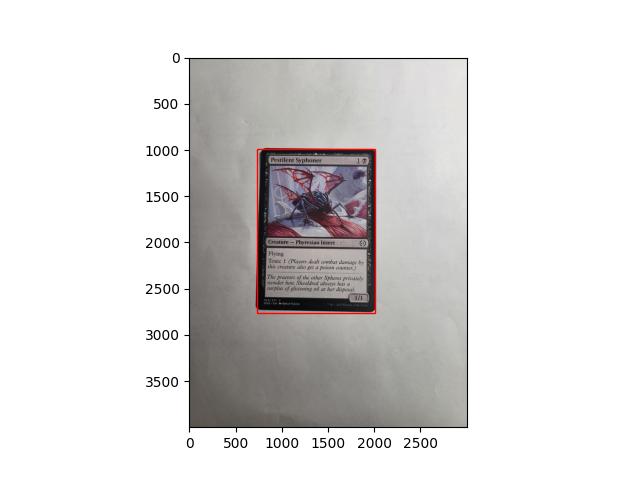 0
500
1000
1500
2000
2500
3000
3500
Pestilent Syphoner 1
Creature — Phyrexian Insect
Flying
Toxic 1 (Players dealt combat damage by
this creature also get a poison counter.)
The praetors of the other Spheres privately
wonder how Sheoldred always has a
surplus of glistening oil at her disposal.
1/1
0 500 1000 1500 2000 2500